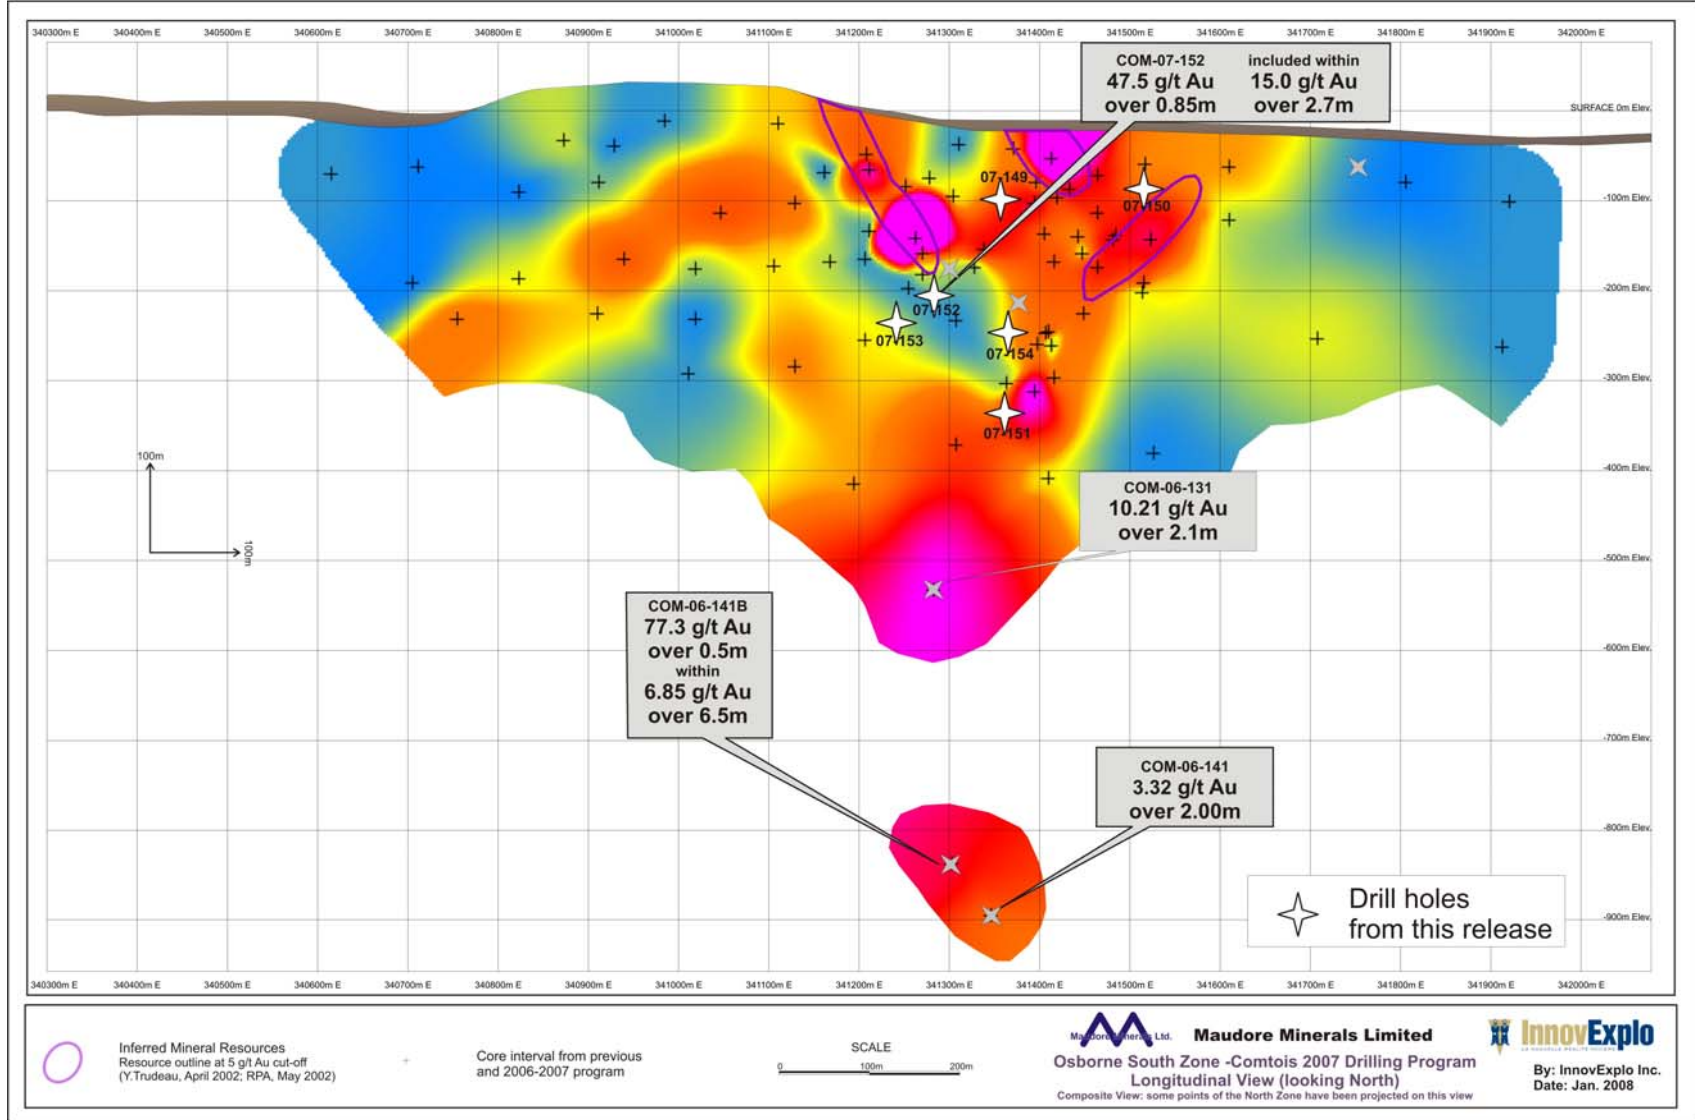 340300m E 340400m E 340500m E 340600m E 340700m E 340800m E 340900m E 341000m E 341100m E 341200m E 341300m E 341400m E 341500m E 341600m E 341700m E 341800m E 341900m E 342000m E
COM-07-152 included within
47.5 g/t Au 15.0 g/t Au
over 0.85m over 2.7m
SURFACE 0m Elev.
07-149
-100m Elev.
07-150
-200m Elev.
07-152
07-153
07-154
-300m Elev.
07-151
100m
-400m Elev.
COM-06-131
10.21 g/t Au
over 2.1m
100m
-500m Elev.
COM-06-141B
77.3 g/t Au
over 0.5m
within
6.85 g/t Au
over 6.5m
-600m Elev.
-700m Elev.
COM-06-141
3.32 g/t Au
over 2.00m
-800m Elev.
Drill holes
from this release
-900m Elev.
340300m E 340400m E 340500m E 340600m E 340700m E 340800m E 340900m E 341000m E 341100m E 341200m E 341300m E 341400m E 341500m E 341600m E 341700m E 341800m E 341900m E 342000m E
Inferred Mineral Resources
Resource outline at 5 g/t Au cut-off
(Y.Trudeau, April 2002; RPA, May 2002)
Core interval from previous
and 2006-2007 program
SCALE
0 100m 200m
Maudore Minerals Ltd.
Maudore Minerals Limited
Osborne South Zone -Comtois 2007 Drilling Program
Longitudinal View (looking North)
Composite View: some points of the North Zone have been projected on this view
InnovExplo
By: InnovExplo Inc.
Date: Jan. 2008